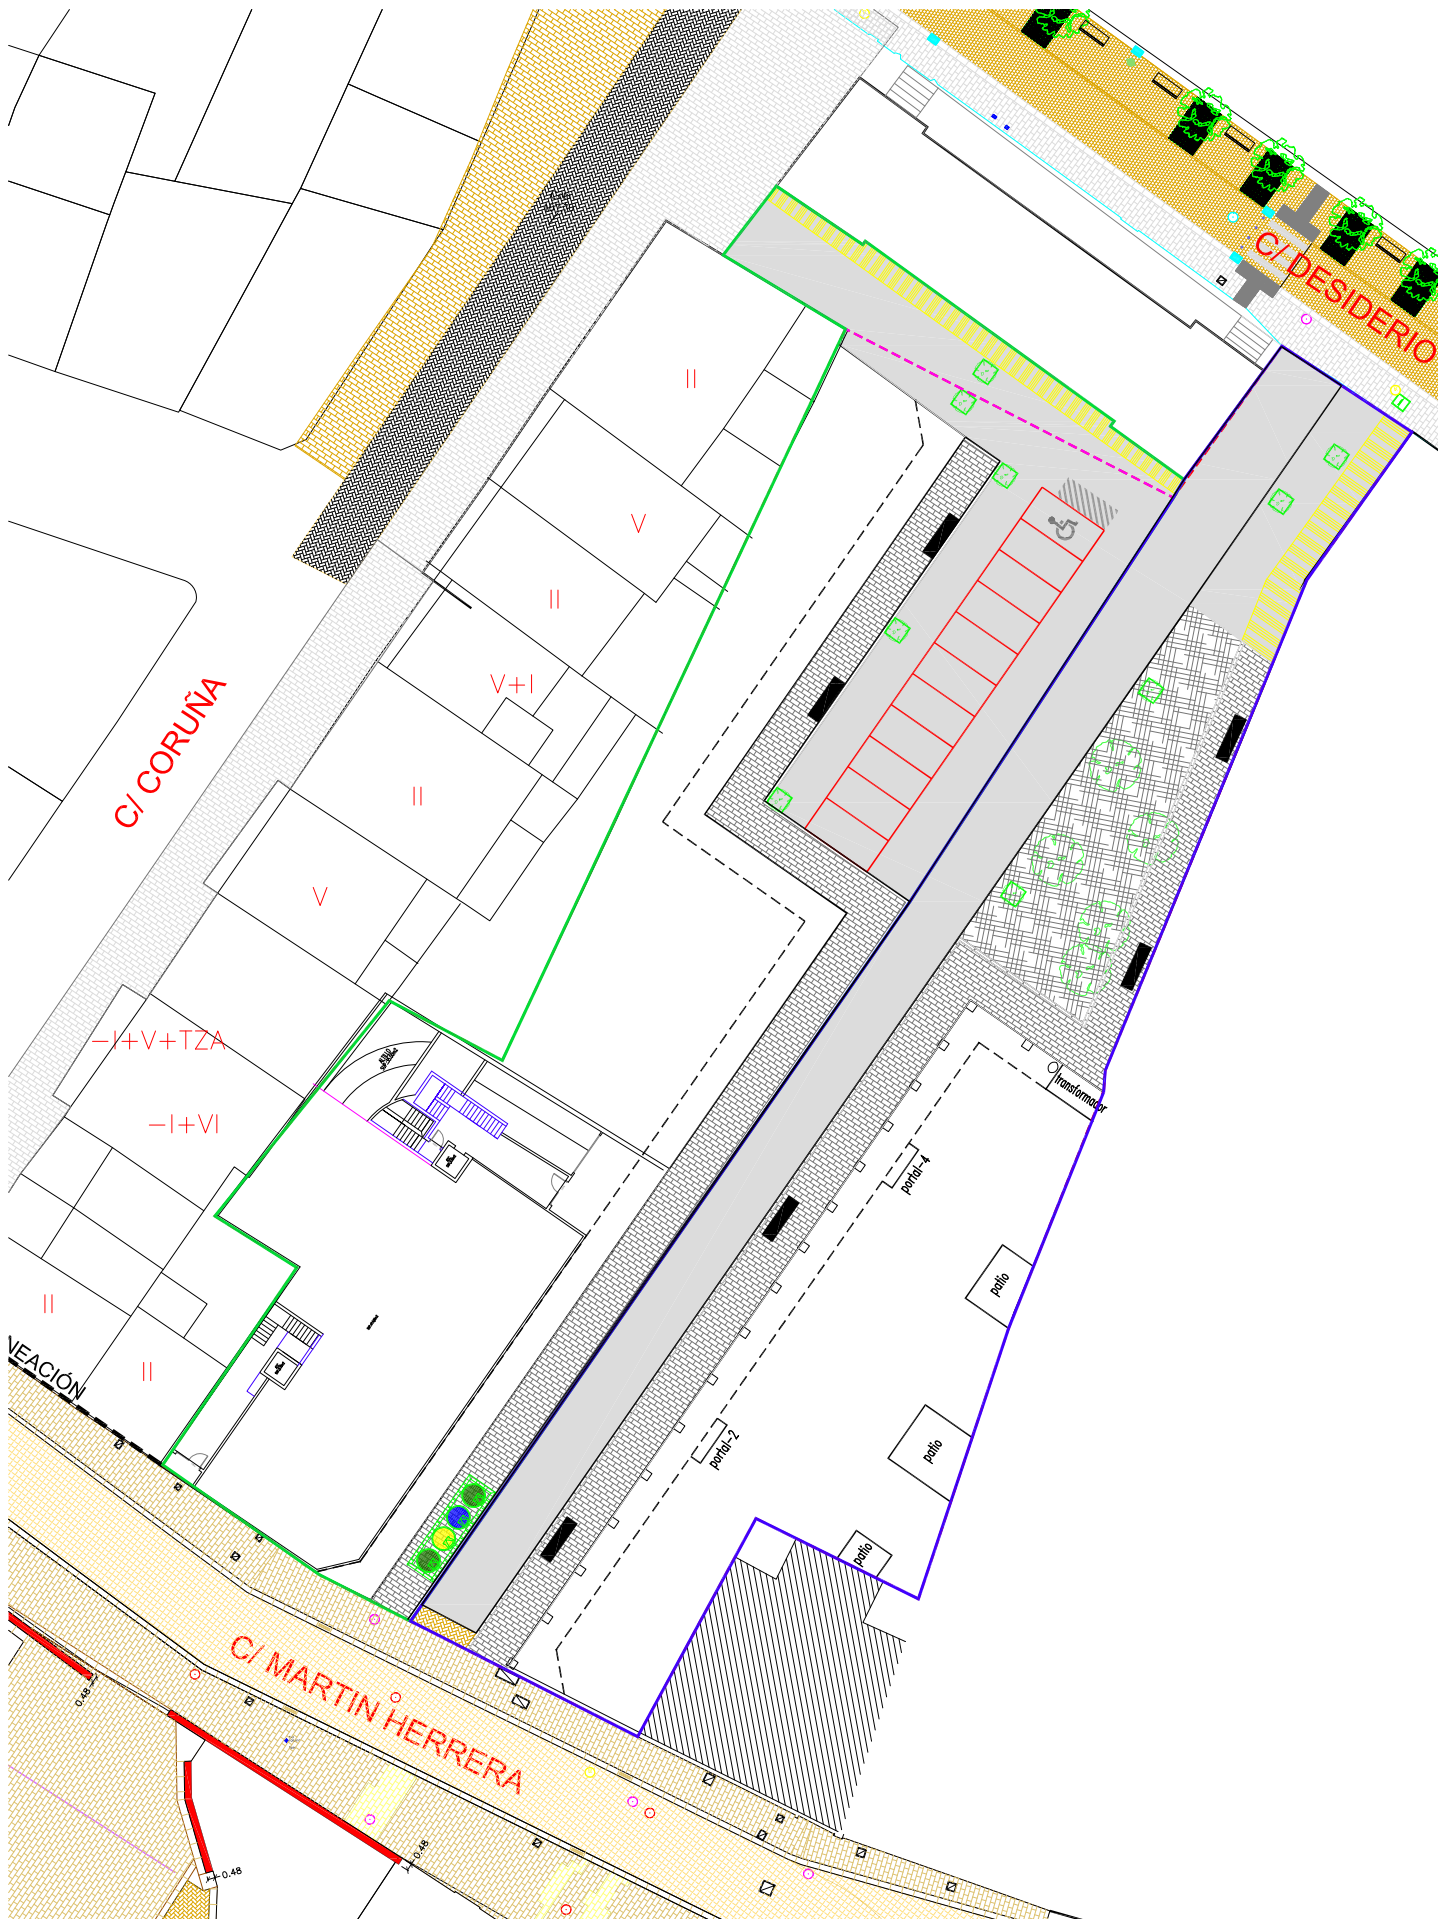 C/ DESIDERIO
II
V
II
V+I
C/ CORUÑA
II
V
-I+V+TZA
-I+VI
transformador
portal-4
patio
II
II
NEACIÓN
portal-2
patio
patio
C/ MARTIN HERRERA
0.48
0.48
0.48